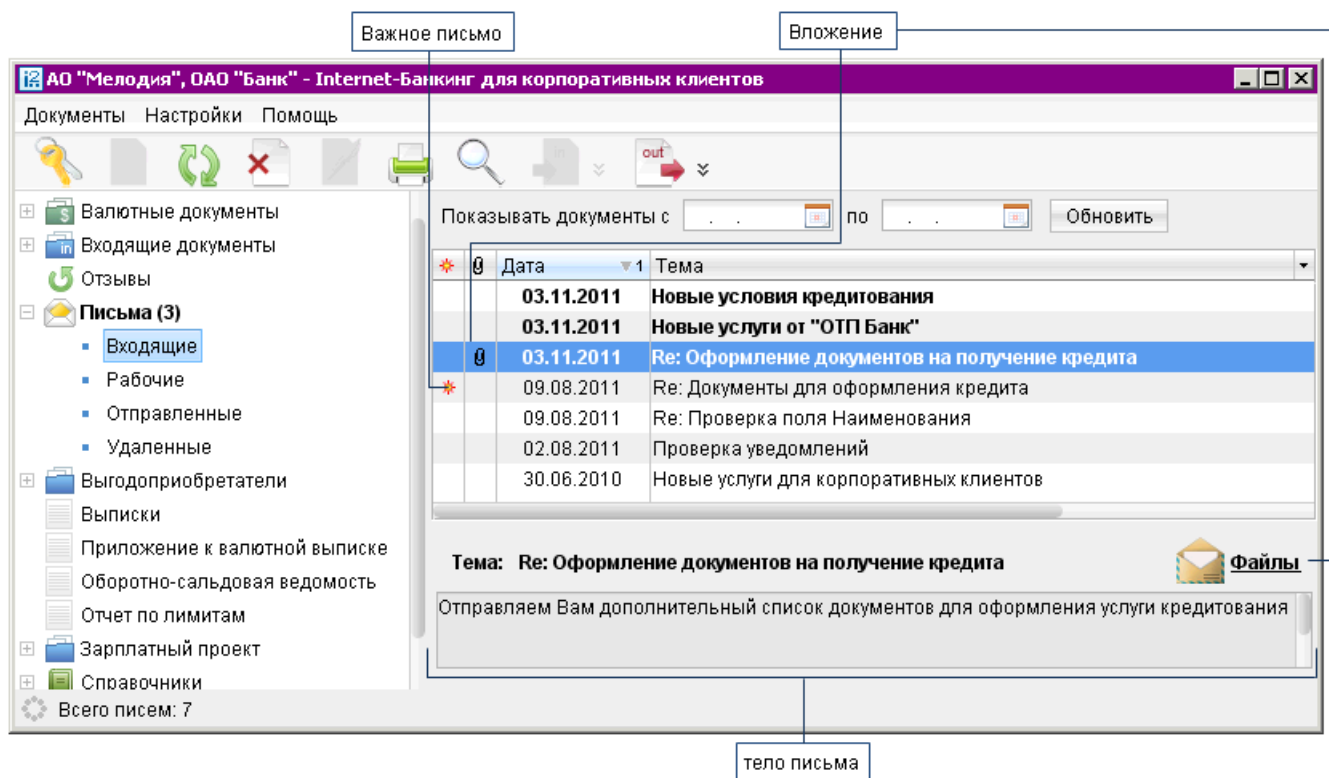 Важное письмо
Вложение
АО "Мелодия", ОАО "Банк" - Internet-Банкинг для корпоративных клиентов
Документы Настройки Помощь
in
out
Валютные документы
Входящие документы
Отзывы
Письма (3)
Входящие
Рабочие
Отправленные
Удаленные
Выгодоприобретатели
Выписки
Приложение к валютной выписке
Оборотно-сальдовая ведомость
Отчет по лимитам
Зарплатный проект
Справочники
Показывать документы с . . по . . Обновить
Дата 1 Тема
03.11.2011 Новые условия кредитования
03.11.2011 Новые услуги от "ОТП Банк"
03.11.2011 Re: Оформление документов на получение кредита
09.08.2011 Re: Документы для оформления кредита
09.08.2011 Re: Проверка поля Наименования
02.08.2011 Проверка уведомлений
30.06.2010 Новые услуги для корпоративных клиентов
Тема: Re: Оформление документов на получение кредита
Файлы
Отправляем Вам дополнительный список документов для оформления услуги кредитования
Всего писем: 7
тело письма